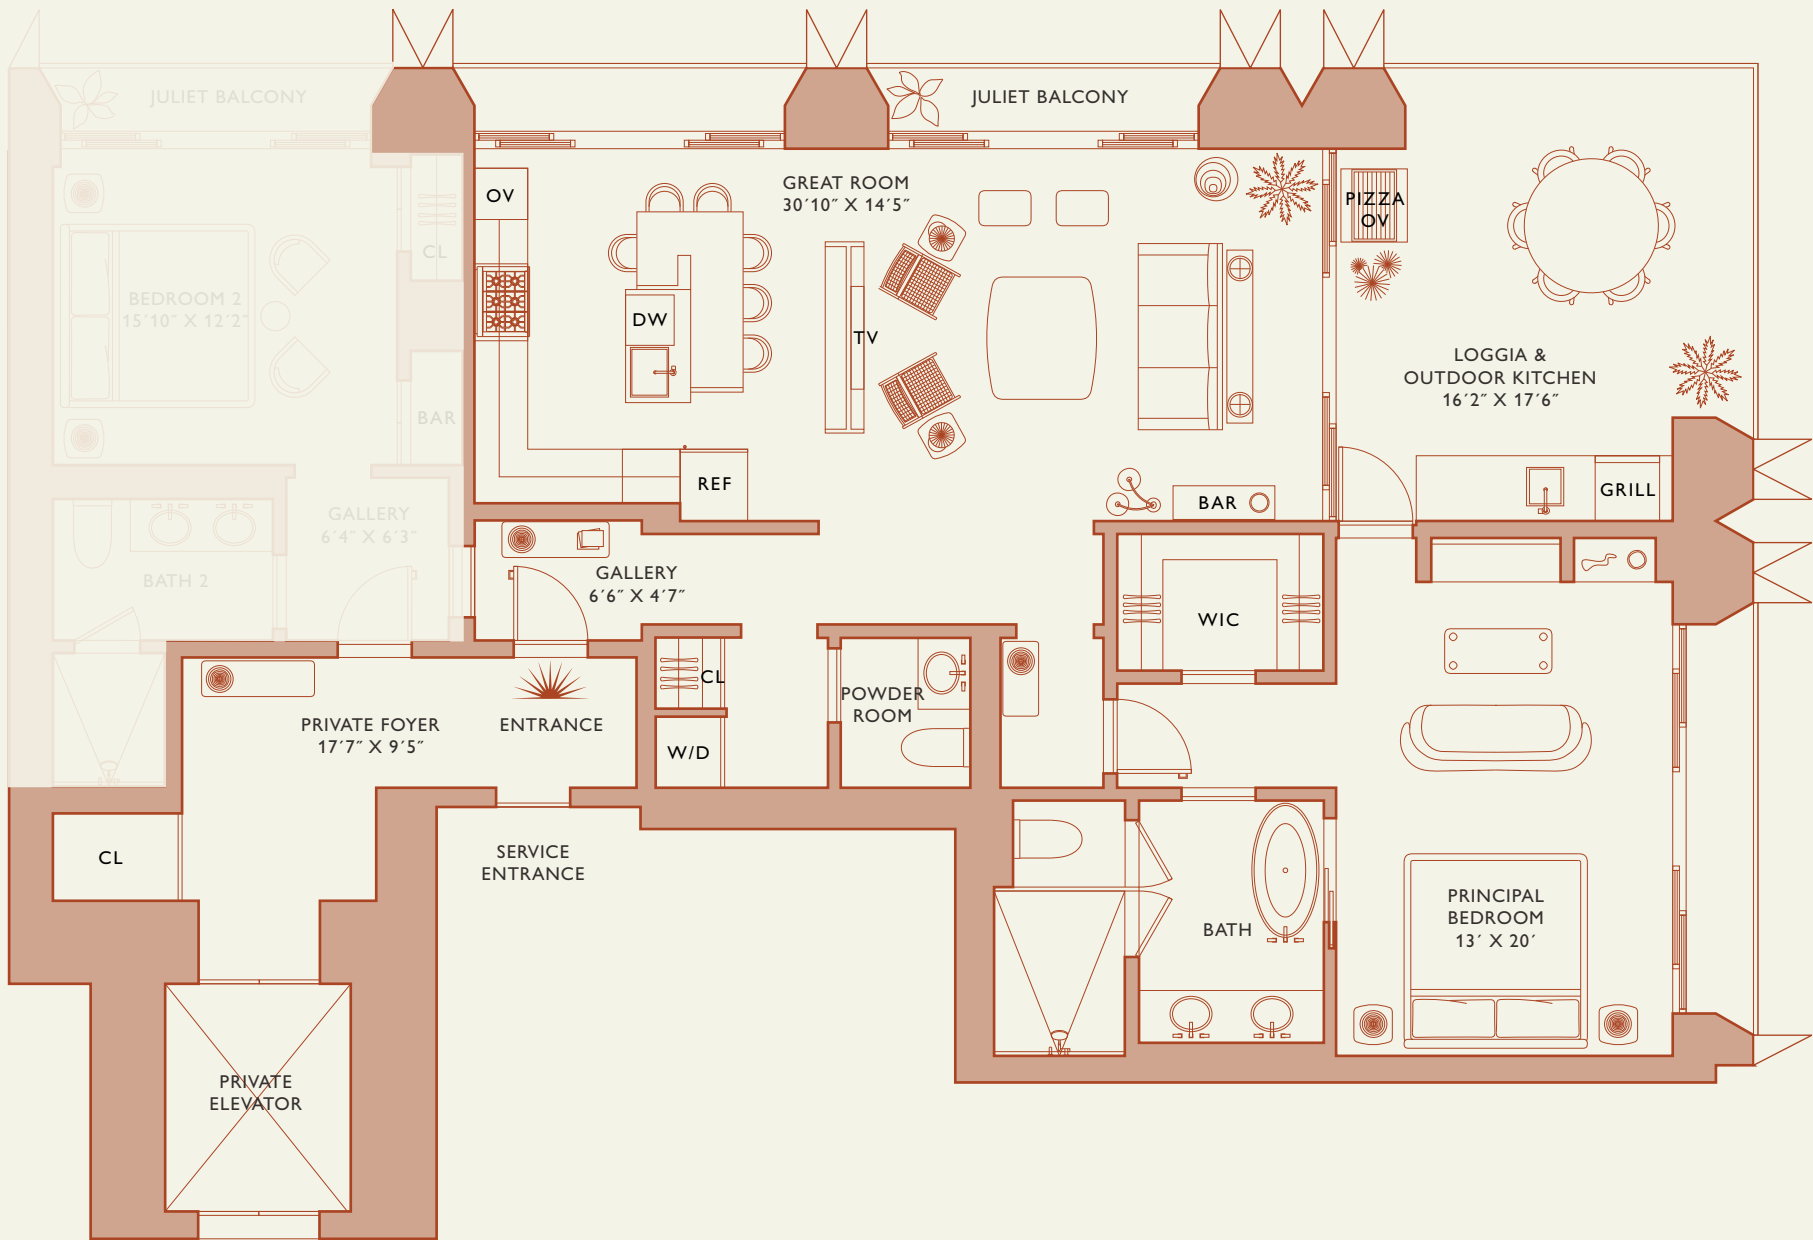 JULIET BALCONY
JULIET BALCONY
OV
GREAT ROOM
30′10″ X 14′5″
PIZZA
OV
CL
BEDROOM 2
15′10″ X 12′2″
DW
TV
LOGGIA &
OUTDOOR KITCHEN
16′2″ X 17′6″
BAR
REF
BAR
GRILL
GALLERY
6′4″ X 6′3″
BATH 2
GALLERY
6′6″ X 4′7″
WIC
CL
POWDER
ROOM
PRIVATE FOYER
17′7″ X 9′5″
ENTRANCE
W/D
CL
SERVICE
ENTRANCE
BATH
PRINCIPAL
BEDROOM
13′ X 20′
PRIVATE
ELEVATOR